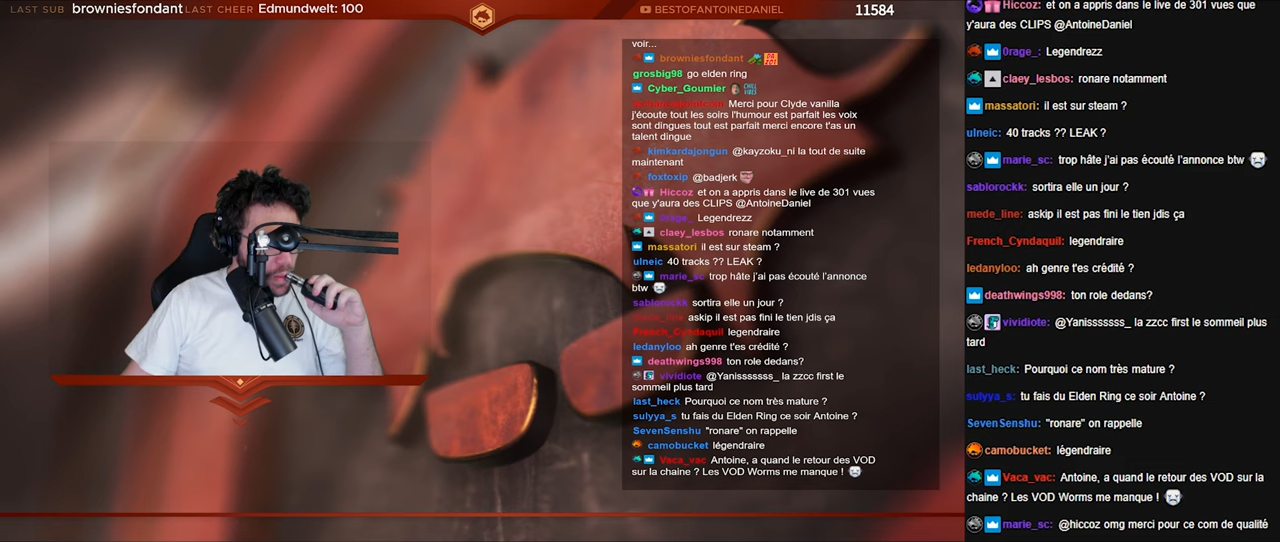 LAST SUB browniesfondant LAST CHEER Edmundwelt: 100
BESTOFANTOINEDANIEL
11584
voir...
browniesfondant
grosbig98 go elden ring
Cyber_Goumier
Merci pour Clyde vanilla
j'écoute tout les soirs l'humour est parfait les voix
sont dingues tout est parfait merci encore t'as un
talent dingue
kimkardajongun @kayzoku_ni la tout de suite
maintenant
foxtoxip @badjerk
Hiccoz et on a appris dans le live de 301 vues
que y'aura des CLIPS @AntoineDaniel
0rage_ Legendrezz
claey_lesbos ronare notamment
massatori il est sur steam ?
ulneic 40 tracks ?? LEAK ?
marie_sc trop hâte j'ai pas écouté l'annonce
btw
sablorockk sortira elle un jour ?
mede_line askip il est pas fini le tien jdis ça
French_Cyndaquil legendraire
ledanyloo ah genre t'es crédité ?
deathwings998 ton role dedans?
vividiote @Yanisssssss_ la zzcc first le
sommeil plus tard
last_heck Pourquoi ce nom très mature ?
sulyya_s tu fais du Elden Ring ce soir Antoine ?
SevenSenshu "ronare" on rappelle
camobucket légendraire
Vaca_vac Antoine, a quand le retour des VOD
sur la chaine ? Les VOD Worms me manque !
Hiccoz: et on a appris dans le live de 301 vues que
y'aura des CLIPS @AntoineDaniel
0rage_: Legendrezz
claey_lesbos: ronare notamment
massatori: il est sur steam ?
ulneic: 40 tracks ?? LEAK ?
marie_sc: trop hâte j'ai pas écouté l'annonce btw
sablorockk: sortira elle un jour ?
mede_line: askip il est pas fini le tien jdis ça
French_Cyndaquil: legendraire
ledanyloo: ah genre t'es crédité ?
deathwings998: ton role dedans?
vividiote: @Yanisssssss_ la zzcc first le sommeil plus
tard
last_heck: Pourquoi ce nom très mature ?
sulyya_s: tu fais du Elden Ring ce soir Antoine ?
SevenSenshu: "ronare" on rappelle
camobucket: légendraire
Vaca_vac: Antoine, a quand le retour des VOD sur la
chaine ? Les VOD Worms me manque !
marie_sc: @hiccoz omg merci pour ce com de qualité